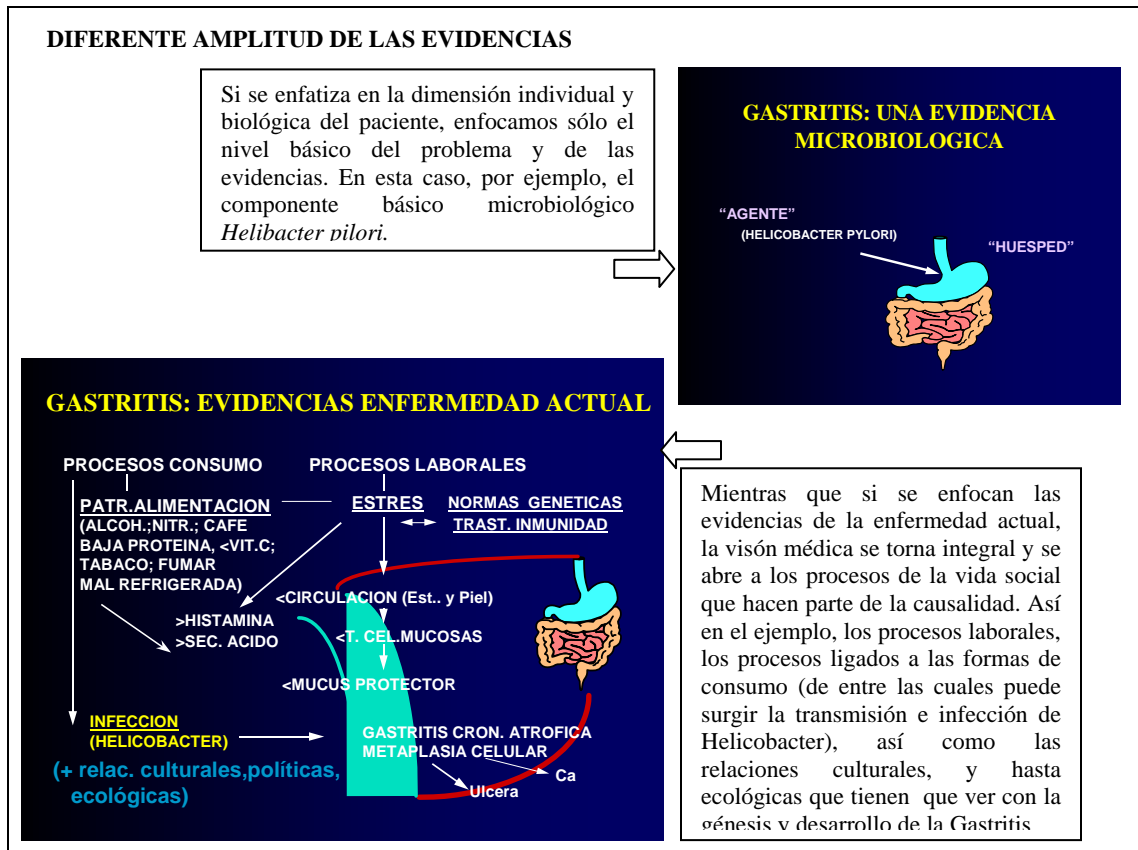 DIFERENTE AMPLITUD DE LAS EVIDENCIAS
Si se enfatiza en la dimensión individual y
biológica del paciente, enfocamos sólo el
nivel básico del problema y de las
evidencias. En esta caso, por ejemplo, el
componente básico microbiológico
Helibacter pilori.
GASTRITIS: UNA EVIDENCIA
MICROBIOLOGICA
“AGENTE”
(HELICOBACTER PYLORI)
“HUESPED”
GASTRITIS: EVIDENCIAS ENFERMEDAD ACTUAL
PROCESOS CONSUMO PROCESOS LABORALES
PATR.ALIMENTACION
(ALCOH.;NITR.; CAFE
BAJA PROTEINA, <VIT.C;
TABACO; FUMAR
MAL REFRIGERADA)
ESTRES
NORMAS GENETICAS
TRAST. INMUNIDAD
>HISTAMINA
>SEC. ACIDO
<CIRCULACION (Est.. y Piel)
<T. CEL.MUCOSAS
<MUCUS PROTECTOR
INFECCION
(HELICOBACTER)
GASTRITIS CRON. ATROFICA
METAPLASIA CELULAR
Ca
Ulcera
(+ relac. culturales,políticas,
ecológicas)
Mientras que si se enfocan las
evidencias de la enfermedad actual,
la visón médica se torna integral y se
abre a los procesos de la vida social
que hacen parte de la causalidad. Así
en el ejemplo, los procesos laborales,
los procesos ligados a las formas de
consumo (de entre las cuales puede
surgir la transmisión e infección de
Helicobacter), así como las
relaciones culturales, y hasta
ecológicas que tienen que ver con la
génesis y desarrollo de la Gastritis